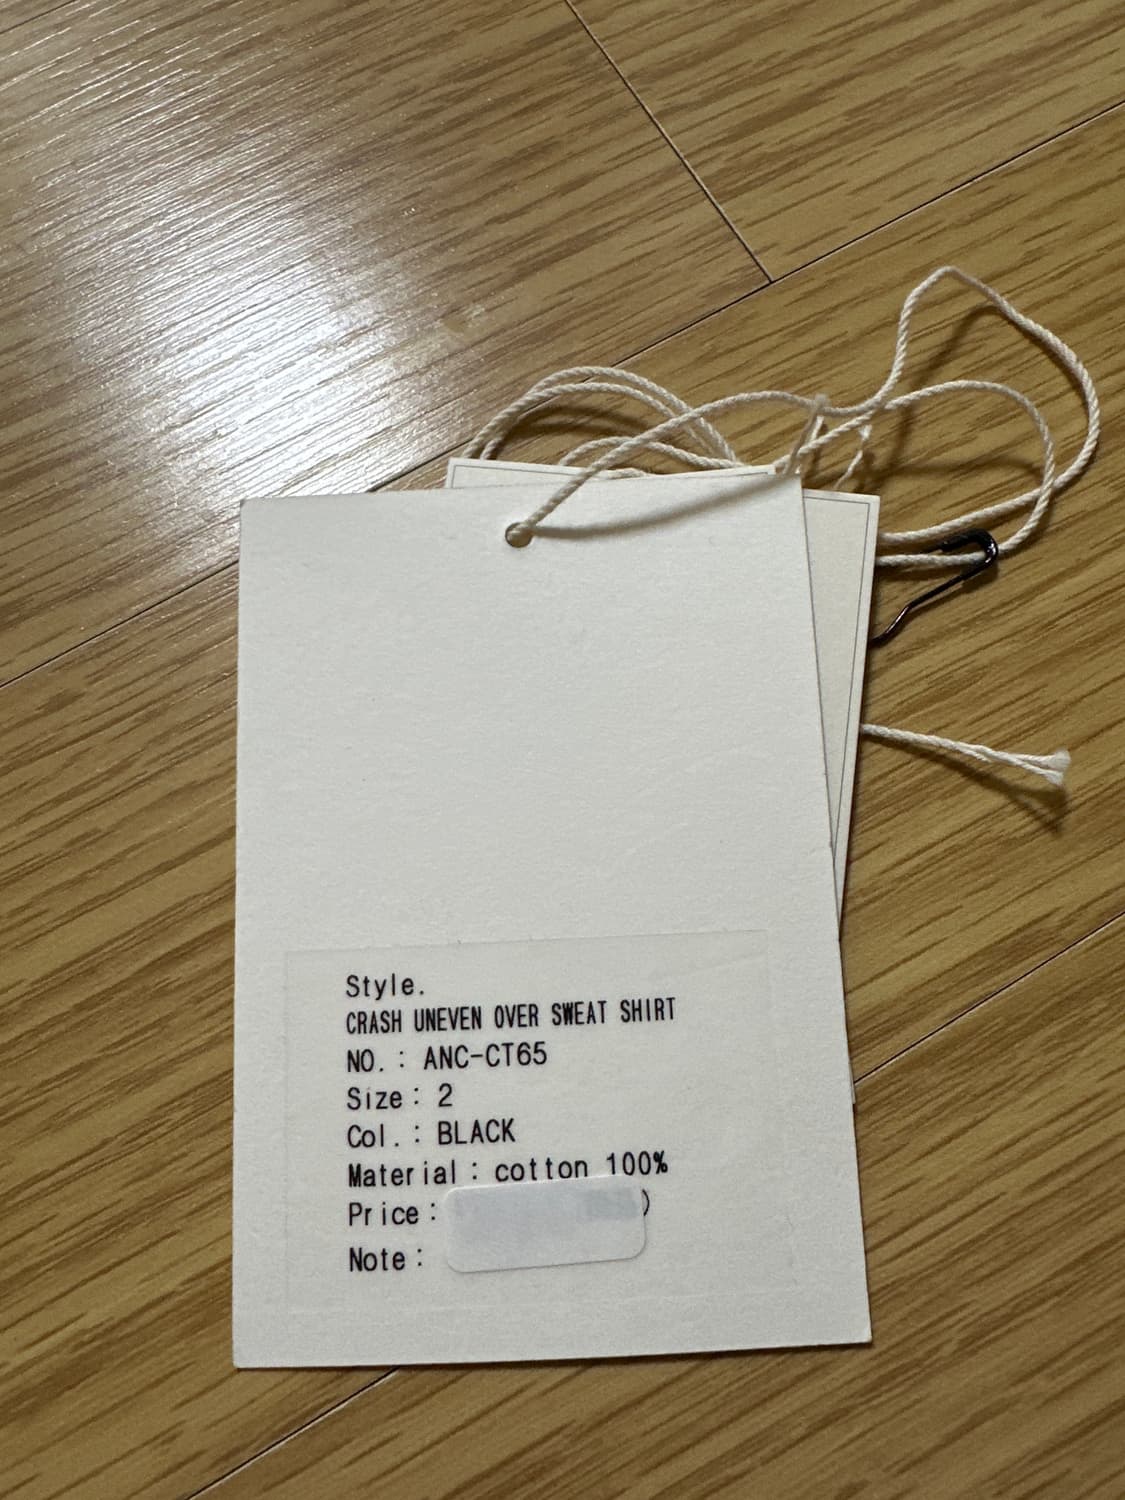 Style.
CRASH UNEVEN OVER SWEAT SHIRT
NO.: ANC-CT65
Size: 2
Col.: BLACK
Material: cotton 100%
Price: )
Note: